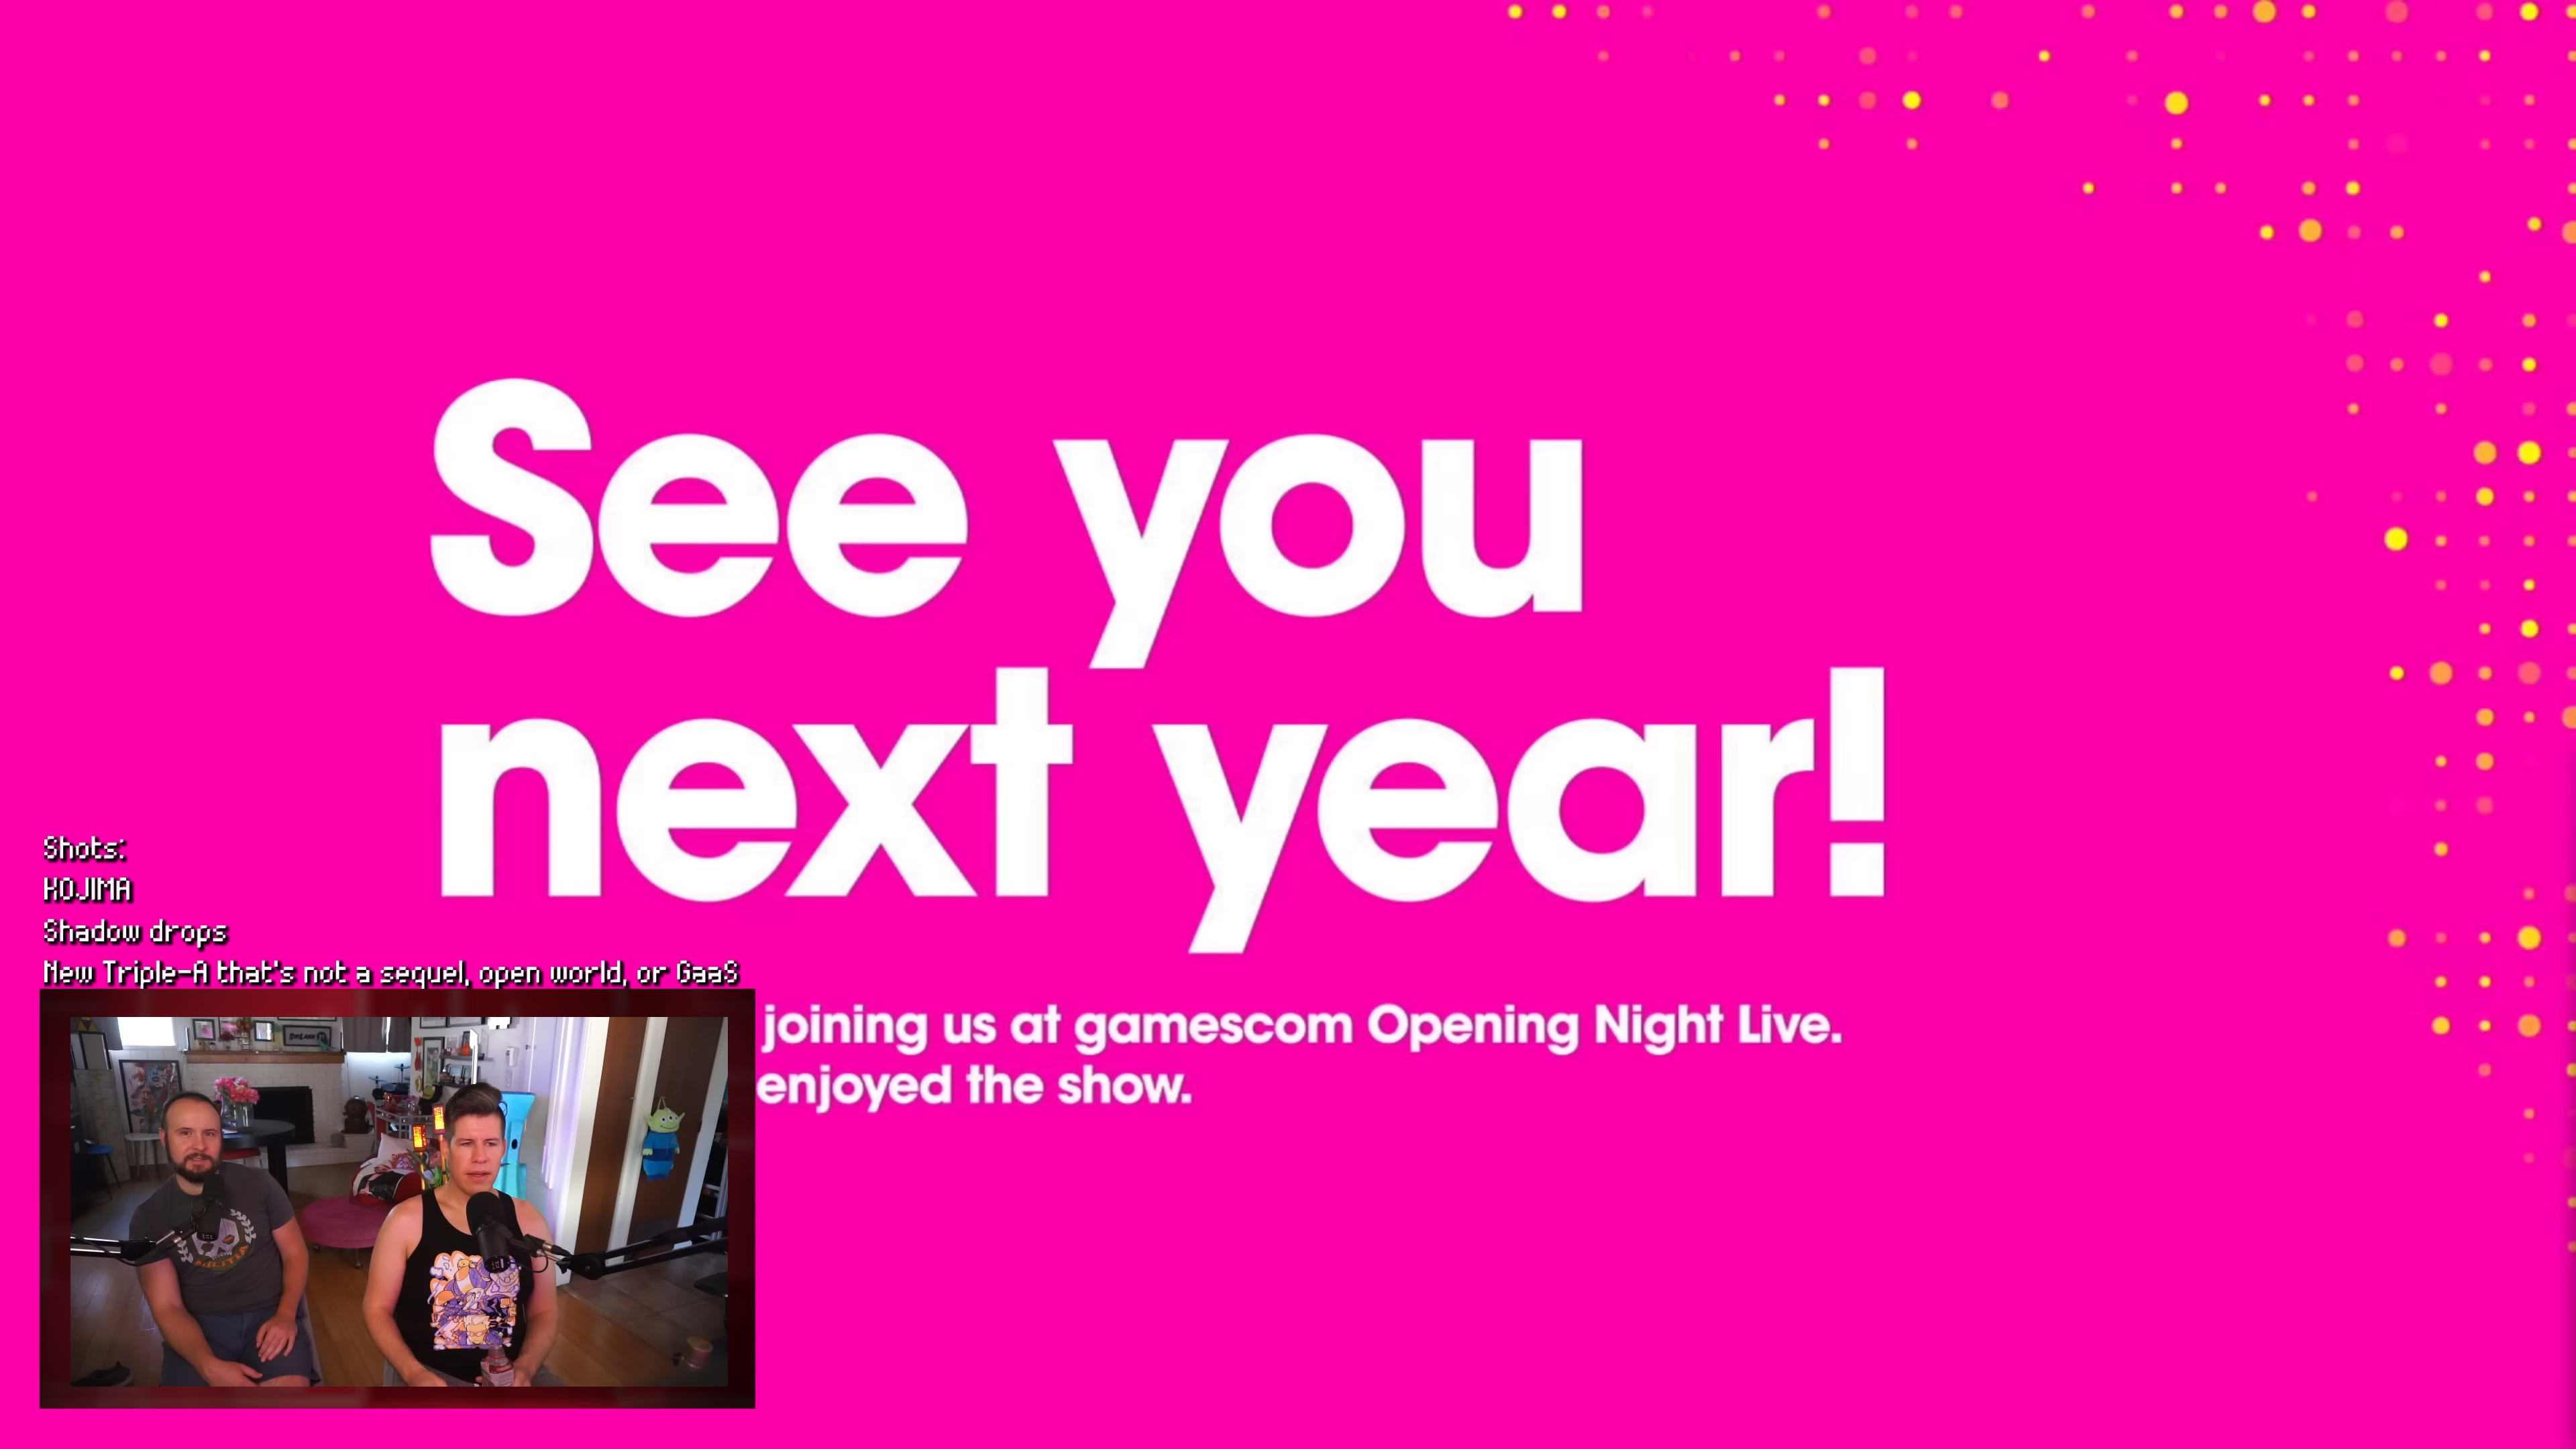 See you
next year!
Shots:
KOJIMA
Shadow drops
New Triple-A that's not a sequel, open world, or GaaS
joining us at gamescom Opening Night Live.
enjoyed the show.